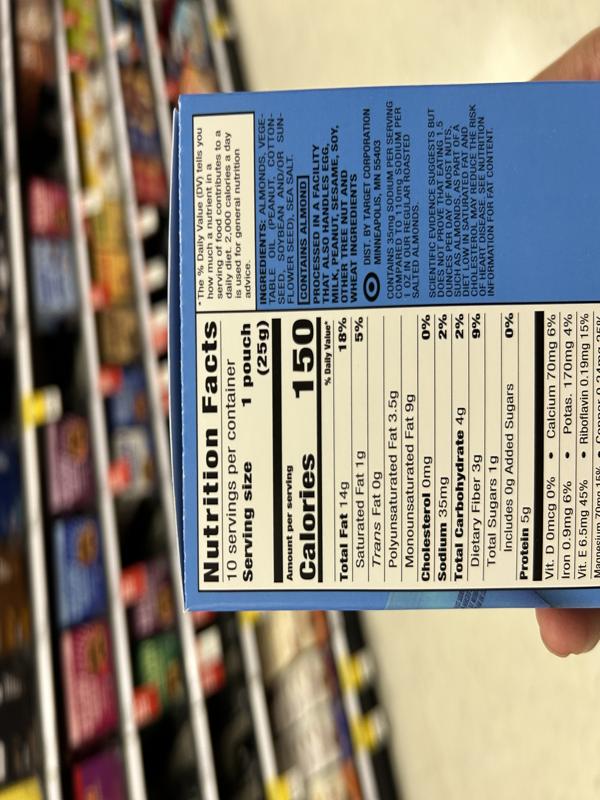 Nutrition Facts
10 servings per container
Serving size 1 pouch
(25g)
Amount per serving
Calories 150
% Daily Value*
Total Fat 14g 18%
Saturated Fat 1g 5%
Trans Fat 0g
Polyunsaturated Fat 3.5g
Monounsaturated Fat 9g
Cholesterol 0mg 0%
Sodium 35mg 2%
Total Carbohydrate 4g 2%
Dietary Fiber 3g 9%
Total Sugars 1g
Includes 0g Added Sugars 0%
Protein 5g
Vit. D 0mcg 0% • Calcium 70mg 6%
Iron 0.9mg 6% • Potas. 170mg 4%
Vit. E 6.5mg 45% • Riboflavin 0.19mg 15%
Magnesium 70mg 15% • Copper 0.24mg 25%
*The % Daily Value (DV) tells you
how much a nutrient in a
serving of food contributes to a
daily diet. 2,000 calories a day
is used for general nutrition
advice.
INGREDIENTS: ALMONDS, VEGE-
TABLE OIL (PEANUT, COTTON-
SEED, SOYBEAN AND/OR SUN-
FLOWER SEED), SEA SALT.
CONTAINS ALMOND
PROCESSED IN A FACILITY
THAT ALSO HANDLES EGG,
MILK, PEANUT, SESAME, SOY,
OTHER TREE NUT AND
WHEAT INGREDIENTS
DIST. BY TARGET CORPORATION
MINNEAPOLIS, MN 55403
CONTAINS 35mg SODIUM PER SERVING
COMPARED TO 110mg SODIUM PER
SERVING IN REGULAR ROASTED
SALTED ALMONDS.
SCIENTIFIC EVIDENCE SUGGESTS BUT
DOES NOT PROVE THAT EATING 1.5
OUNCES PER DAY OF MOST NUTS,
SUCH AS ALMONDS, AS PART OF A
DIET LOW IN SATURATED FAT AND
CHOLESTEROL MAY REDUCE THE RISK
OF HEART DISEASE. SEE NUTRITION
INFORMATION FOR FAT CONTENT.